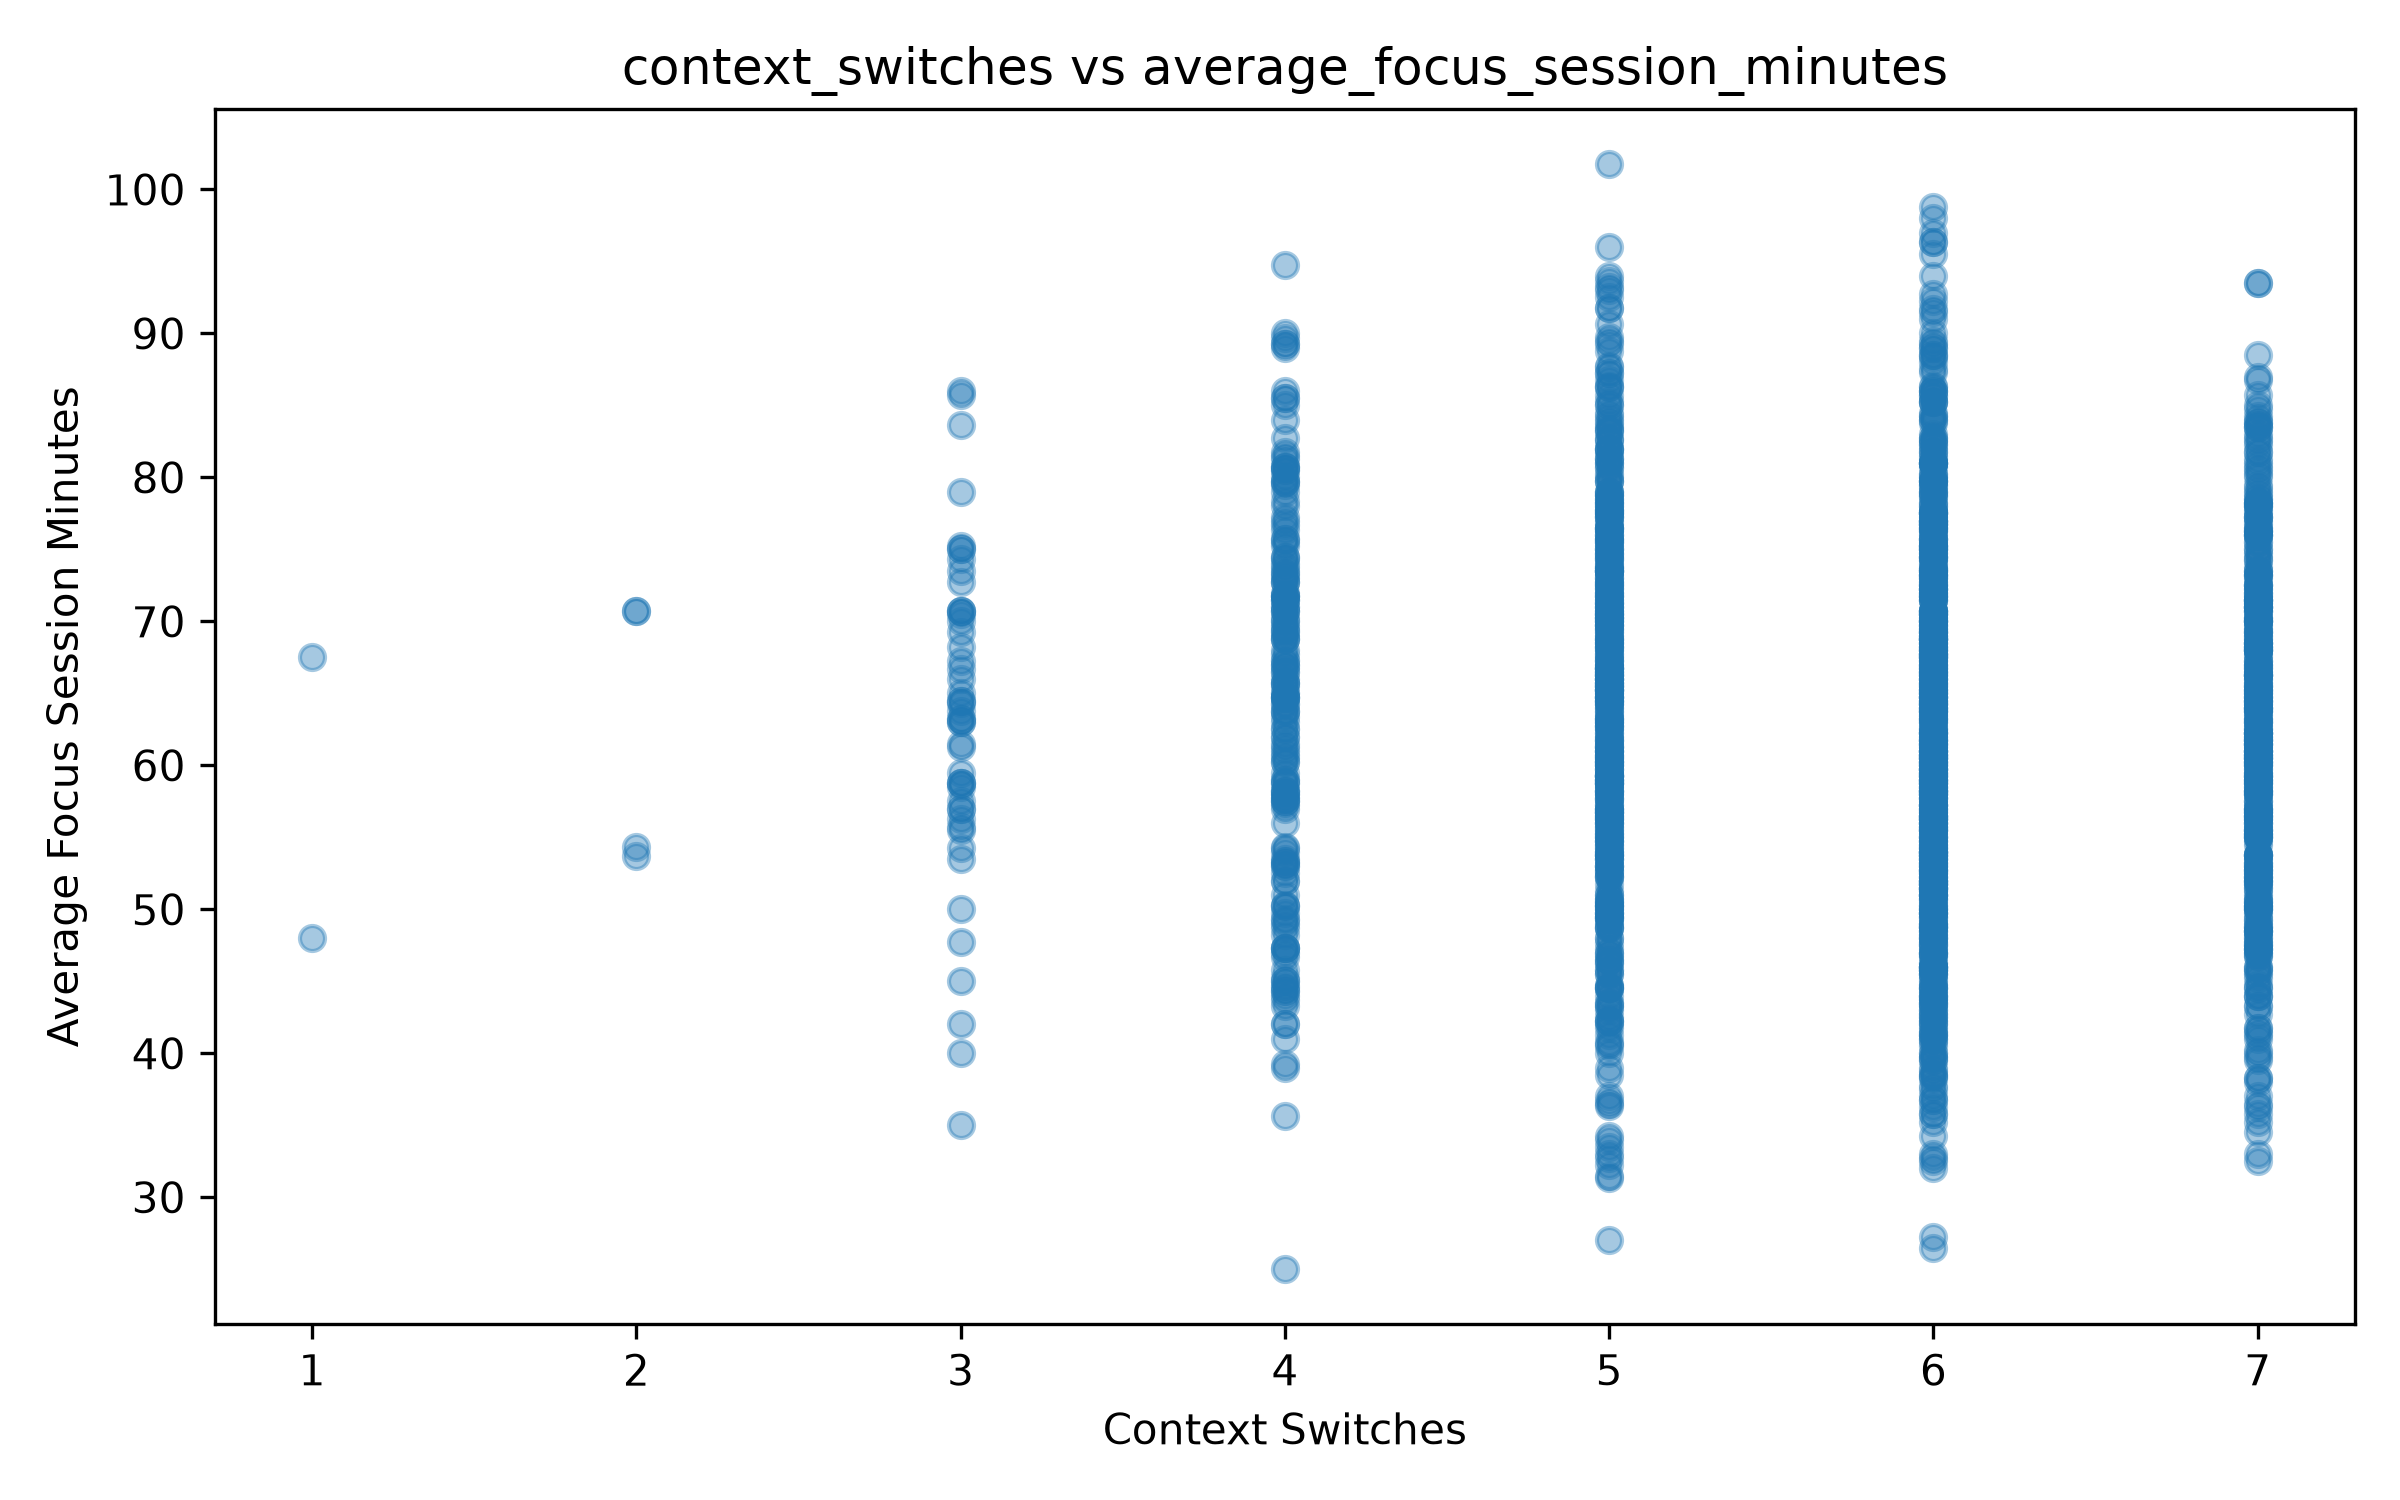 context_switches vs average_focus_session_minutes
100
90
80
70
60
50
40
30
Average Focus Session Minutes
1 2 3 4 5 6 7
Context Switches